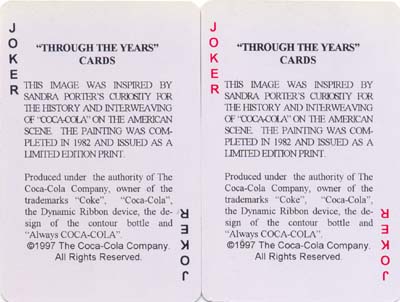 JOKER
"THROUGH THE YEARS"
CARDS
THIS IMAGE WAS INSPIRED BY
SANDRA PORTER'S CURIOSITY FOR
THE HISTORY AND INTERWEAVING
OF "COCA-COLA" ON THE AMERICAN
SCENE. THE PAINTING WAS COM-
PLETED IN 1982 AND ISSUED AS A
LIMITED EDITION PRINT.
Produced under the authority of The
Coca-Cola Company, owner of the
trademarks "Coke", "Coca-Cola",
the Dynamic Ribbon device, the de-
sign of the contour bottle and
"Always COCA-COLA".
©1997 The Coca-Cola Company.
All Rights Reserved.
JOKER
JOKER
"THROUGH THE YEARS"
CARDS
THIS IMAGE WAS INSPIRED BY
SANDRA PORTER'S CURIOSITY FOR
THE HISTORY AND INTERWEAVING
OF "COCA-COLA" ON THE AMERICAN
SCENE. THE PAINTING WAS COM-
PLETED IN 1982 AND ISSUED AS A
LIMITED EDITION PRINT.
Produced under the authority of The
Coca-Cola Company, owner of the
trademarks "Coke", "Coca-Cola",
the Dynamic Ribbon device, the de-
sign of the contour bottle and
"Always COCA-COLA".
©1997 The Coca-Cola Company.
All Rights Reserved.
JOKER